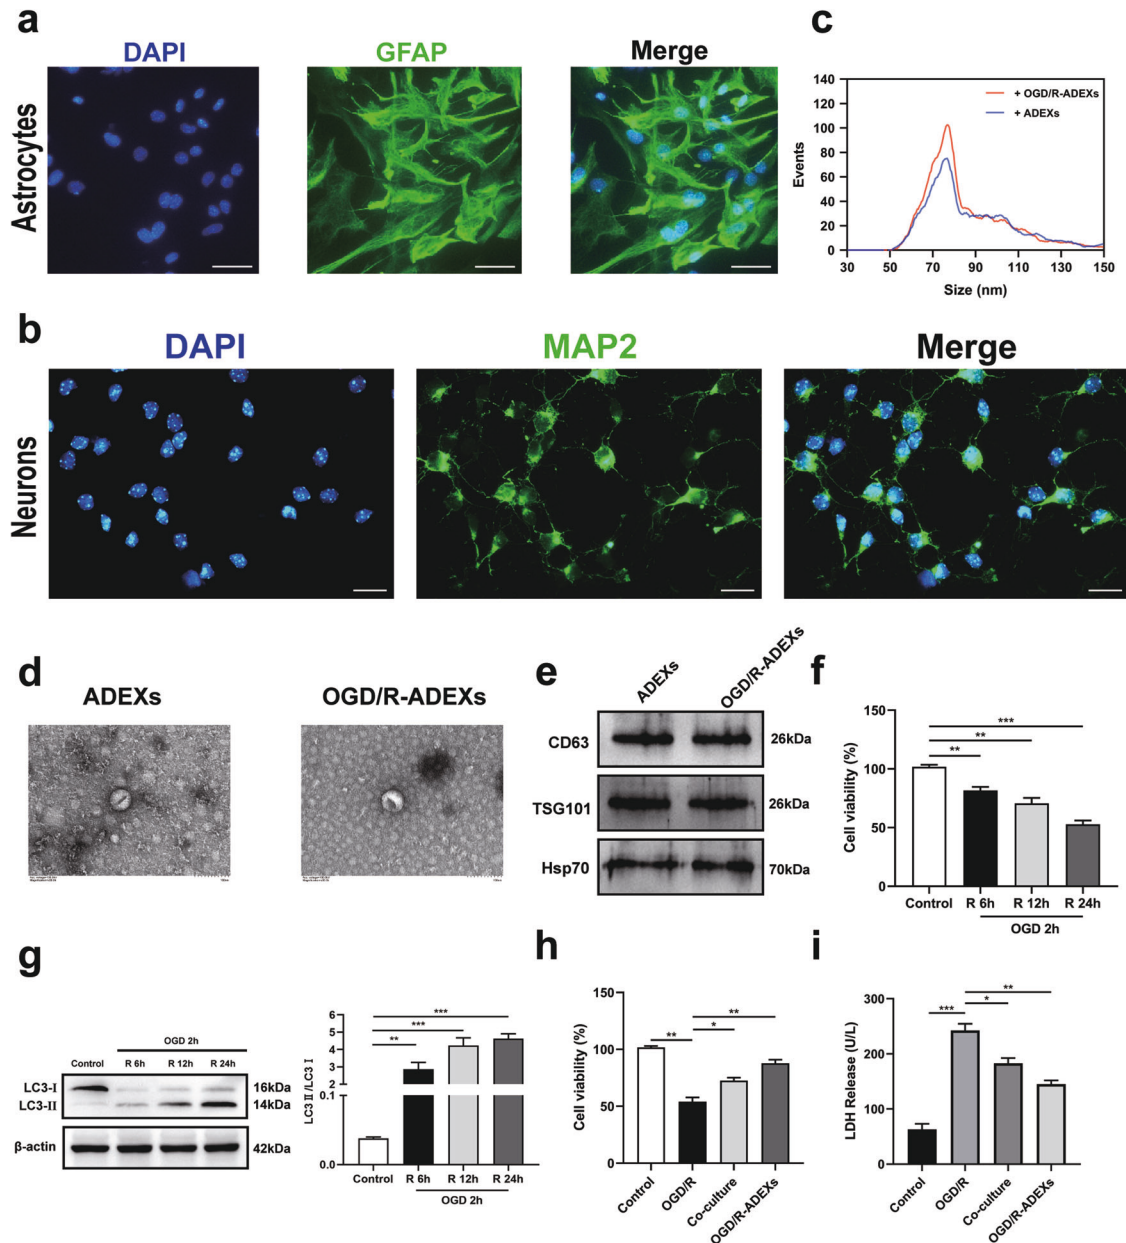 a
DAPI
GFAP
Merge
Astrocytes
c
140
120
100
80
60
40
20
0
Events
+ OGD/R-ADEXs
+ ADEXs
30 50 70 90 110 130 150
Size (nm)
b
DAPI
MAP2
Merge
Neurons
d
ADEXs
OGD/R-ADEXs
e
ADEXs
OGD/R-ADEXs
CD63
26kDa
TSG101
26kDa
Hsp70
70kDa
f
150
100
50
0
Cell viability (%)
***
**
**
Control R 6h R 12h R 24h
OGD 2h
g
OGD 2h
Control R 6h R 12h R 24h
LC3-I
16kDa
LC3-II
14kDa
β-actin
42kDa
LC3 II/LC3 I
6
5
4
3
2
0.1
0.0
***
***
**
Control R 6h R 12h R 24h
OGD 2h
h
150
100
50
0
Cell viability (%)
**
**
*
Control
OGD/R
Co-culture
OGD/R-ADEXs
i
300
200
100
0
LDH Release (U/L)
**
***
*
Control
OGD/R
Co-culture
OGD/R-ADEXs